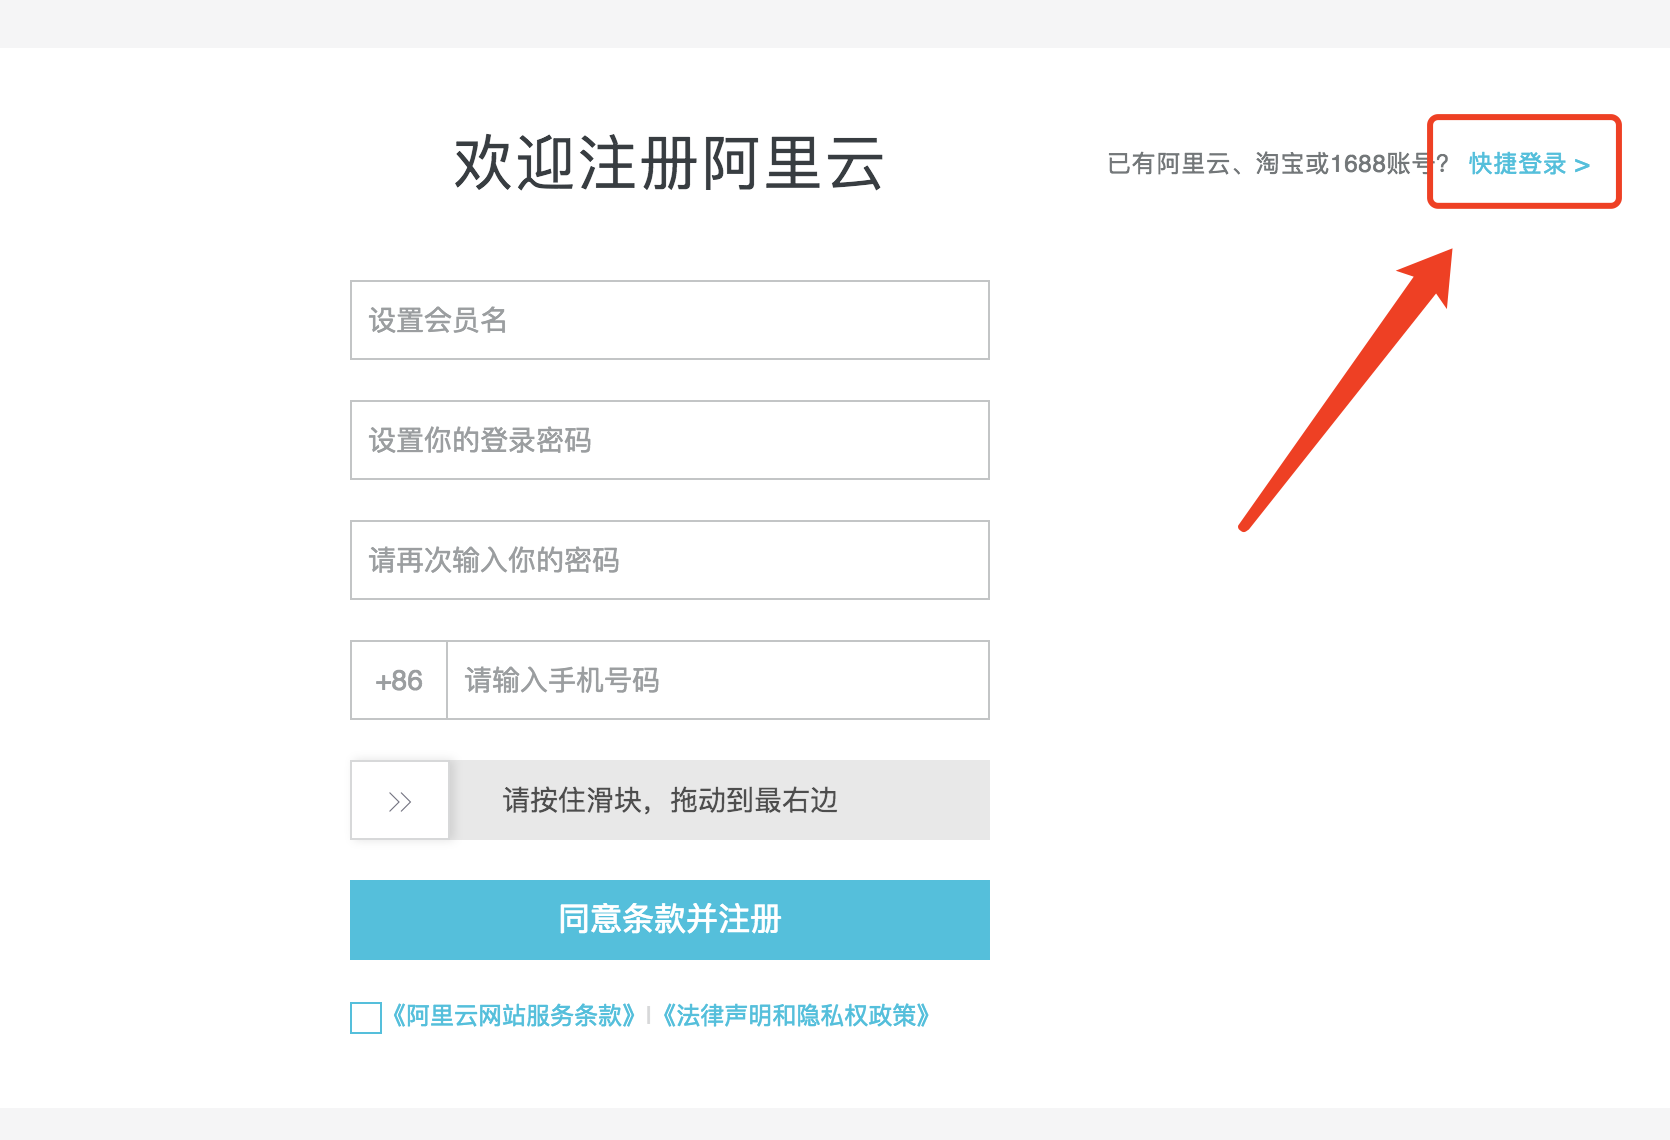 欢迎注册阿里云
已有阿里云、淘宝或1688账号? 快捷登录 >
设置会员名
设置你的登录密码
请再次输入你的密码
+86 请输入手机号码
>> 请按住滑块，拖动到最右边
同意条款并注册
《阿里云网站服务条款》 | 《法律声明和隐私权政策》